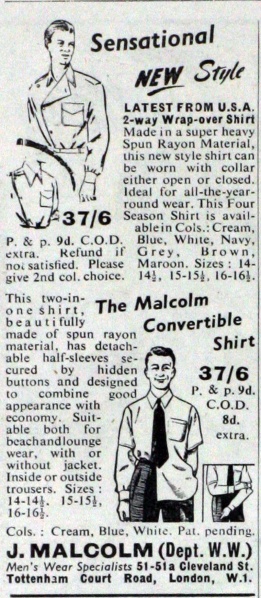 Sensational
NEW Style
LATEST FROM U.S.A.
2-way Wrap-over Shirt
Made in a super heavy
Spun Rayon Material,
this new style shirt can
be worn with collar
either open or closed.
Ideal for all-the-year-
round wear. This Four
Season Shirt is avail-
able in Cols.: Cream,
Blue, White, Navy,
Grey, Brown,
Maroon. Sizes: 14-
14½, 15-15½, 16-16½.
37/6
P. & p. 9d. C.O.D.
extra. Refund if
not satisfied. Please
give 2nd col. choice.
The Malcolm
Convertible
Shirt
This two-in-
one shirt,
beautifully
made of spun rayon
material, has detach-
able half-sleeves se-
cured by hidden
buttons and designed
to combine good
appearance with
economy. Suit-
able both for
beach and lounge
wear, with or
without jacket.
Inside or outside
trousers. Sizes:
14-14½. 15-15½,
16-16½.
37/6
P. & p. 9d.
C.O.D.
8d.
extra.
Cols.: Cream, Blue, White. Pat. pending.
J. MALCOLM (Dept. W.W.)
Men's Wear Specialists 51-51a Cleveland St.
Tottenham Court Road, London, W.1.